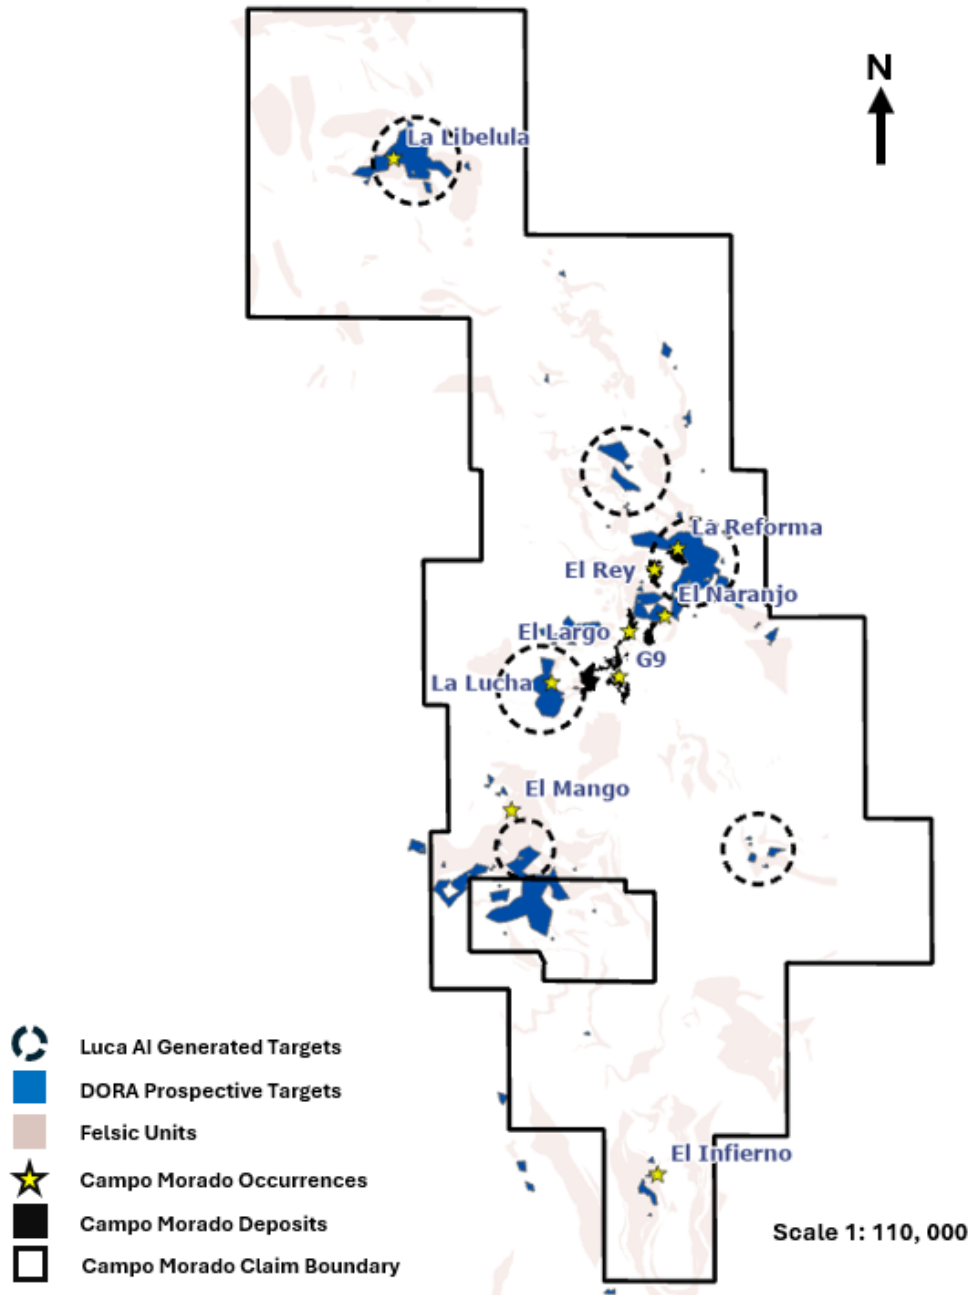 N
La Libelula
La Reforma
El Rey
El Naranjo
El Largo
G9
La Lucha
El Mango
El Infierno
Luca AI Generated Targets
DORA Prospective Targets
Felsic Units
Campo Morado Occurrences
Campo Morado Deposits
Campo Morado Claim Boundary
Scale 1: 110, 000